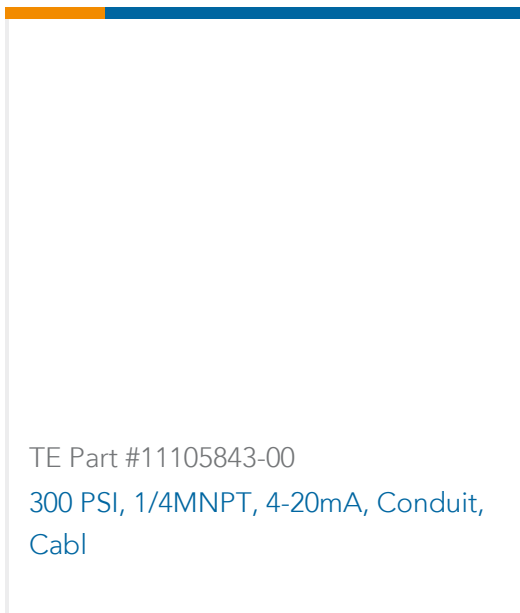 TE Part #11105843-00
300 PSI, 1/4MNPT, 4-20mA, Conduit,
Cabl